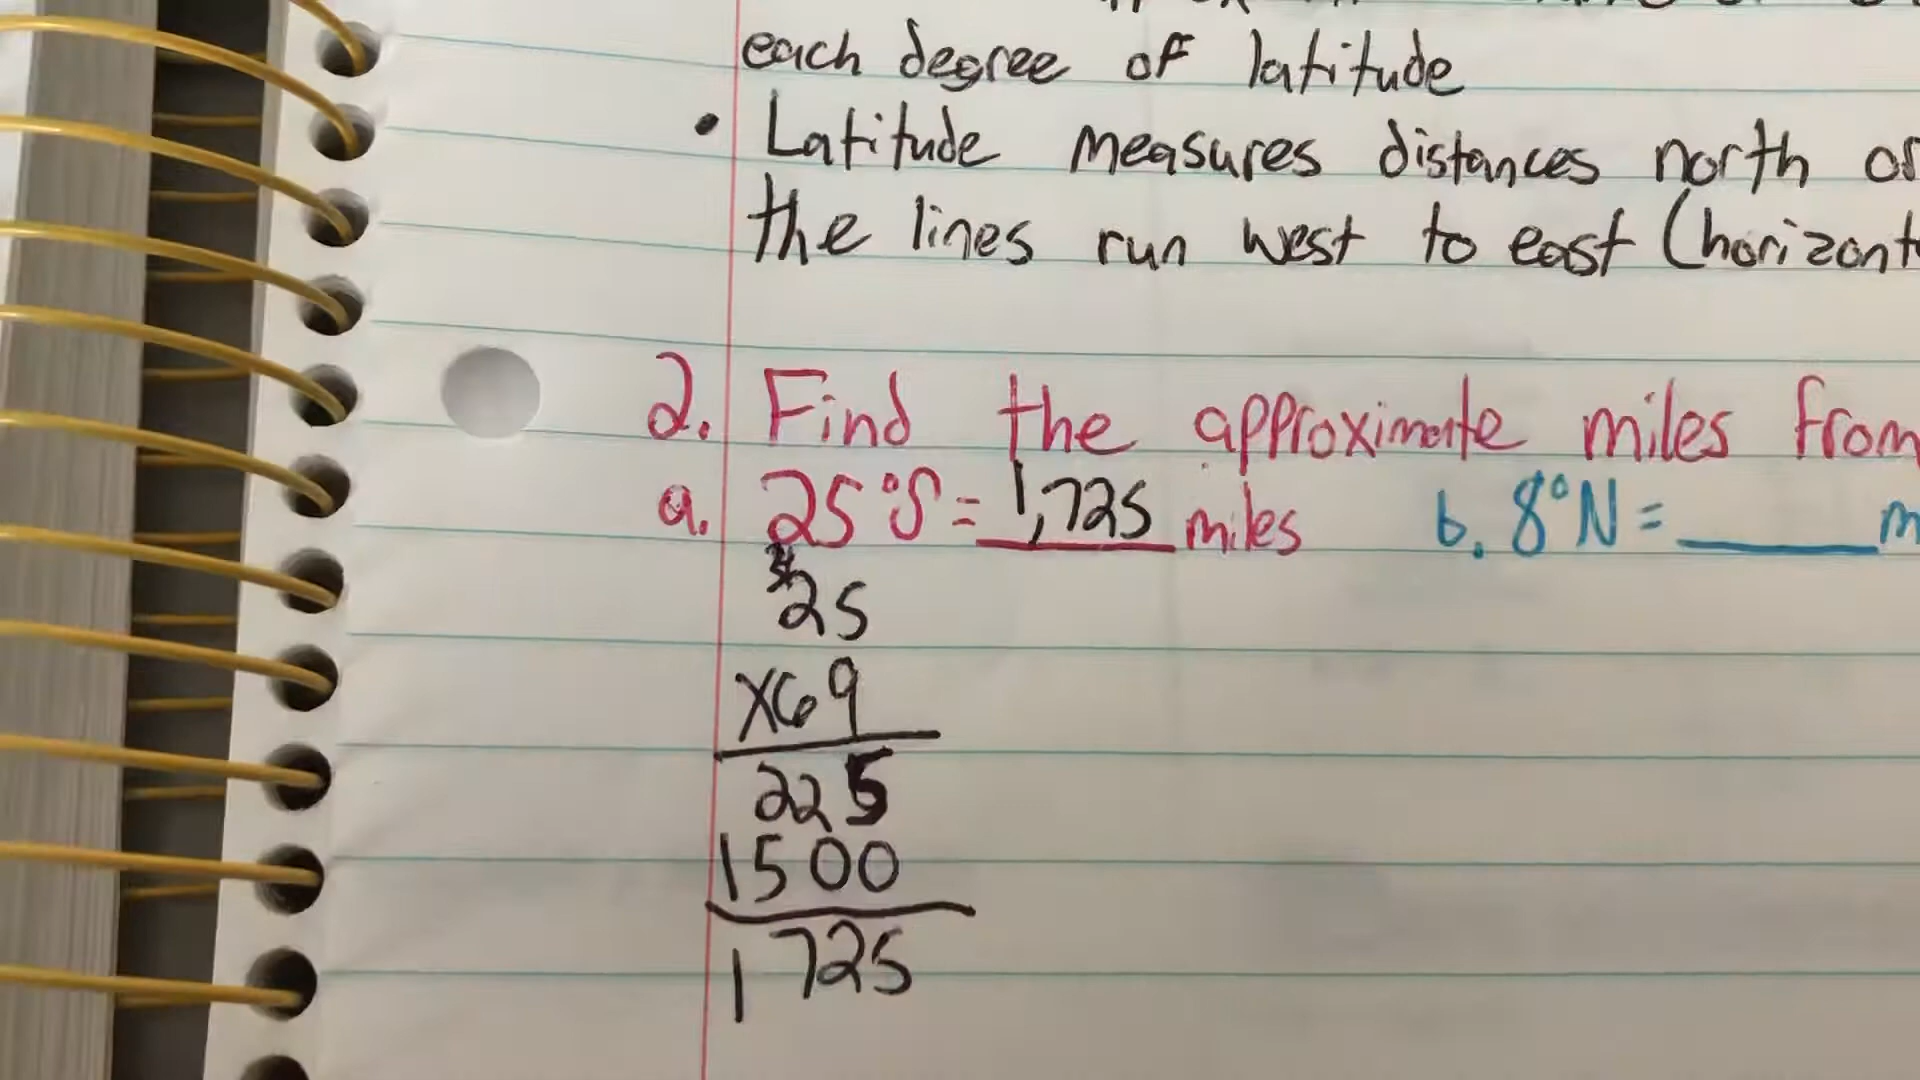 each degree of latitude
• Latitude measures distances north or
the lines run west to east (horizont
2. Find the approximate miles from
a. 25°S = 1,725 miles b. 8°N = ____ m
25
x69
225
1500
1725